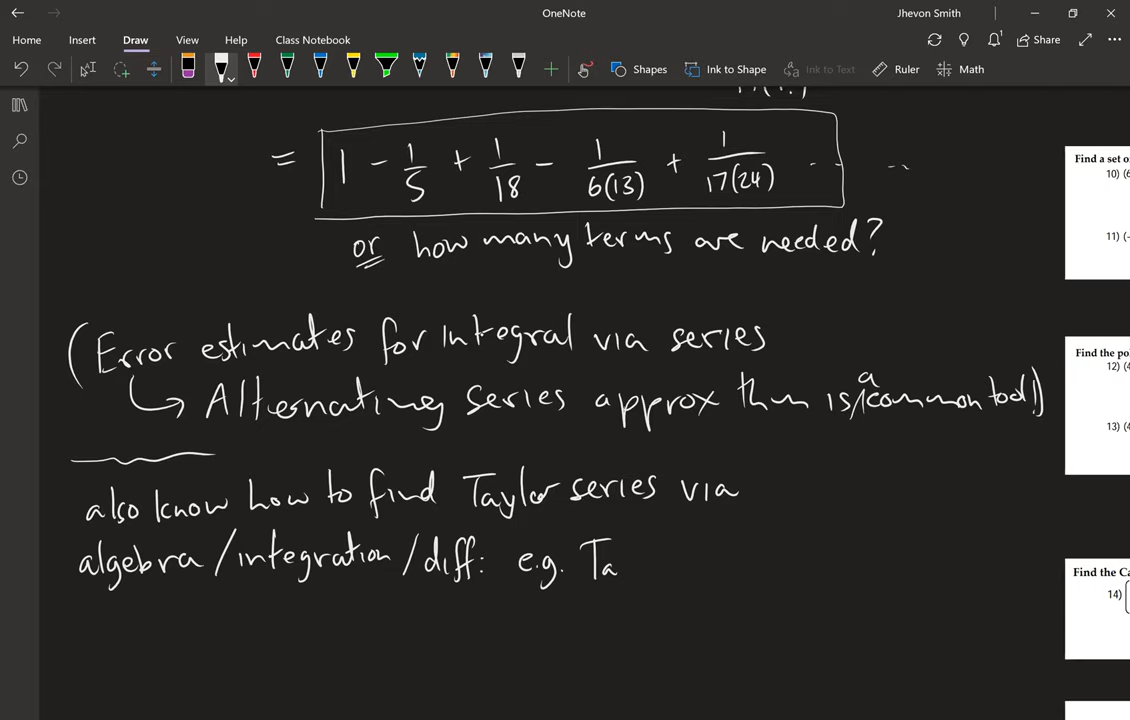 OneNote
Jhevon Smith
Home Insert Draw View Help Class Notebook
Share
Shapes Ink to Shape Ink to Text Ruler Math
= 1 - 1/5 + 1/18 - 1/6(13) + 1/17(24) ... ..
or how many terms are needed?
(Error estimates for integral via series
↳ Alternating series approx thm is a common tool!)
also know how to find Taylor series via
algebra/integration/diff: e.g. Ta
Find a set o
10) (6
11) (-
Find the po
12) (4
13) (4
Find the Ca
14)